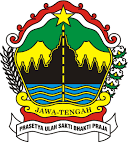 JAWA-TENGAH
PRASETYA ULAH SAKTI BHAKTI PRAJA